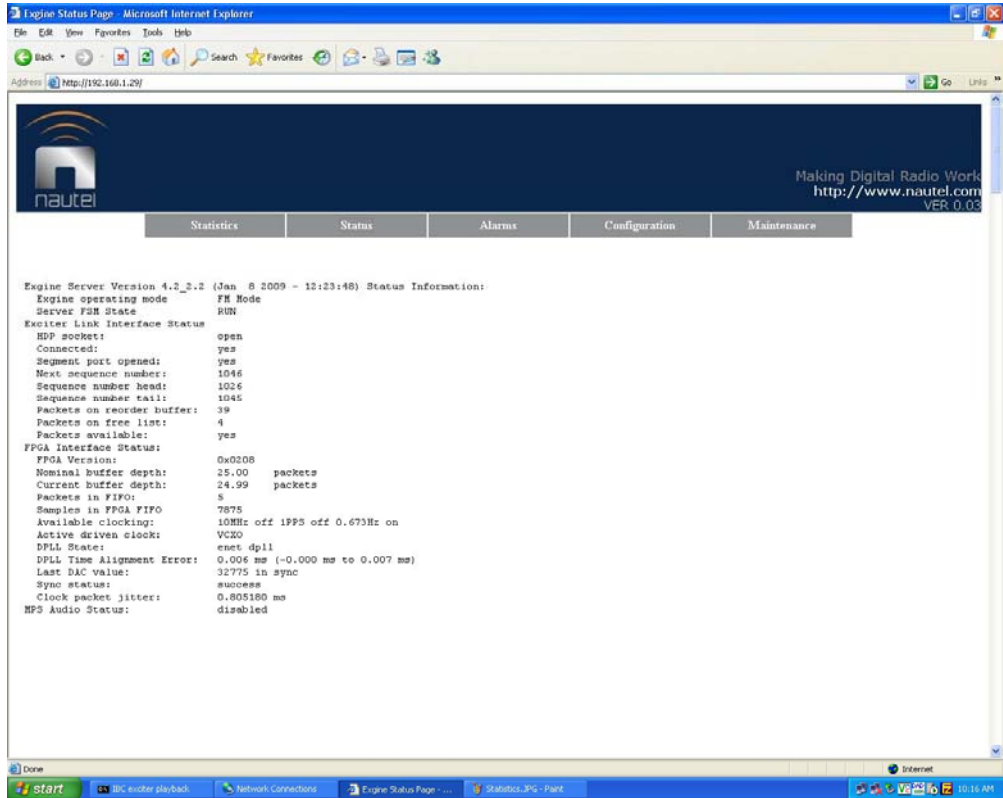 Exgine Status Page - Microsoft Internet Explorer
File Edit View Favorites Tools Help
Back Search Favorites
Address http://192.168.1.29/ Go Links »
nautel
Making Digital Radio Work
http://www.nautel.com
VER 0.03
Statistics Status Alarms Configuration Maintenance
Exgine Server Version 4.2_2.2 (Jan 8 2009 - 12:23:48) Status Information:
Exgine operating mode FM Mode
Server FSM State RUN
Exciter Link Interface Status
HDP socket: open
Connected: yes
Segment port opened: yes
Next sequence number: 1046
Sequence number head: 1026
Sequence number tail: 1045
Packets on reorder buffer: 39
Packets on free list: 4
Packets available: yes
FPGA Interface Status:
FPGA Version: 0x0208
Nominal buffer depth: 25.00 packets
Current buffer depth: 24.99 packets
Packets in FIFO: 5
Samples in FPGA FIFO 7875
Available clocking: 10MHz off 1PPS off 0.673Hz on
Active driven clock: VCXO
DPLL State: enet dpll
DPLL Time Alignment Error: 0.006 ms (-0.000 ms to 0.007 ms)
Last DAC value: 32775 in sync
Sync status: success
Clock packet jitter: 0.805180 ms
MPS Audio Status: disabled
Done Internet
start IDC exciter playback Network Connections Exgine Status Page - ... Statistics.JPG - Paint 10:16 AM